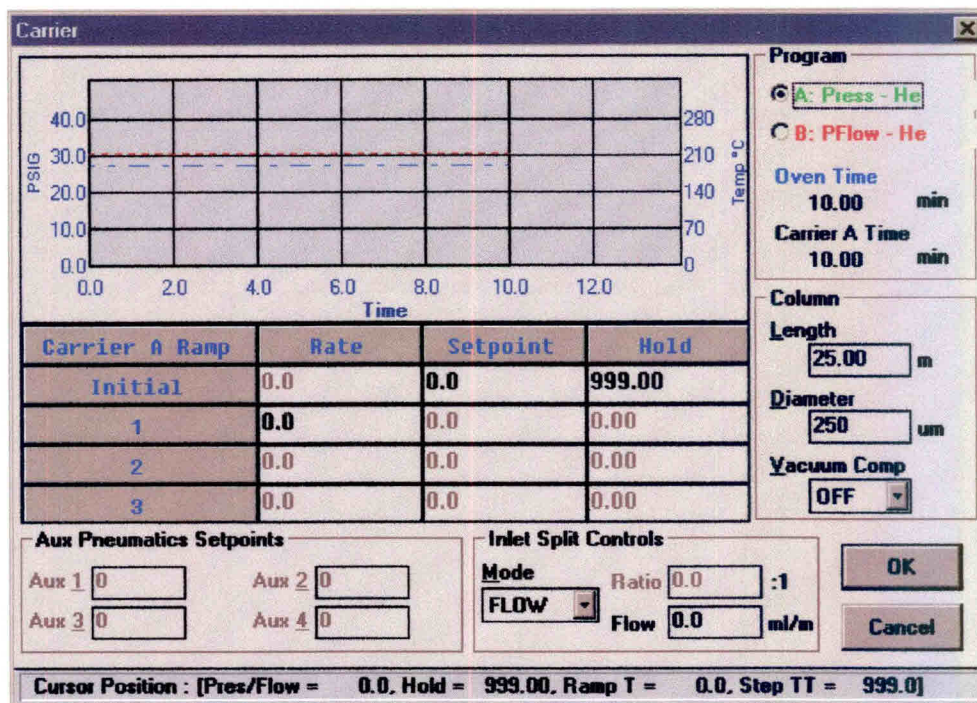 Carrier
PSIG
40.0
30.0
20.0
10.0
0.0
0.0 2.0 4.0 6.0 8.0 10.0 12.0
Time
280
210
140
70
0
Temp °C
Program
A: Press - He
B: PFlow - He
Oven Time
10.00 min
Carrier A Time
10.00 min
Column
Length
25.00 m
Diameter
250 um
Vacuum Comp
OFF
Carrier A Ramp Rate Setpoint Hold
Initial 0.0 0.0 999.00
1 0.0 0.0 0.00
2 0.0 0.0 0.00
3 0.0 0.0 0.00
Aux Pneumatics Setpoints
Aux 1 0 Aux 2 0
Aux 3 0 Aux 4 0
Inlet Split Controls
Mode
FLOW
Ratio 0.0 :1
Flow 0.0 ml/m
OK
Cancel
Cursor Position : [Pres/Flow = 0.0, Hold = 999.00, Ramp T = 0.0, Step TT = 999.0]